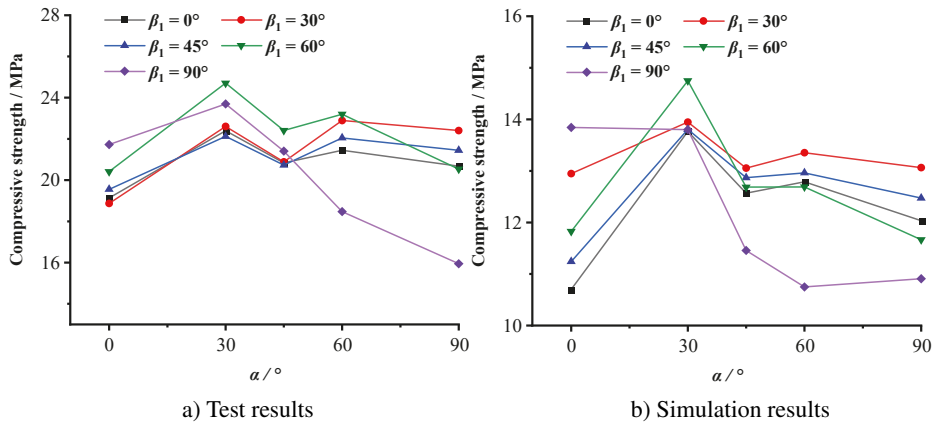 28
24
20
16
Compressive strength / MPa
β₁ = 0° β₁ = 30°
β₁ = 45° β₁ = 60°
β₁ = 90°
0 30 60 90
α / °
a) Test results
16
14
12
10
Compressive strength / MPa
β₁ = 0° β₁ = 30°
β₁ = 45° β₁ = 60°
β₁ = 90°
0 30 60 90
α / °
b) Simulation results